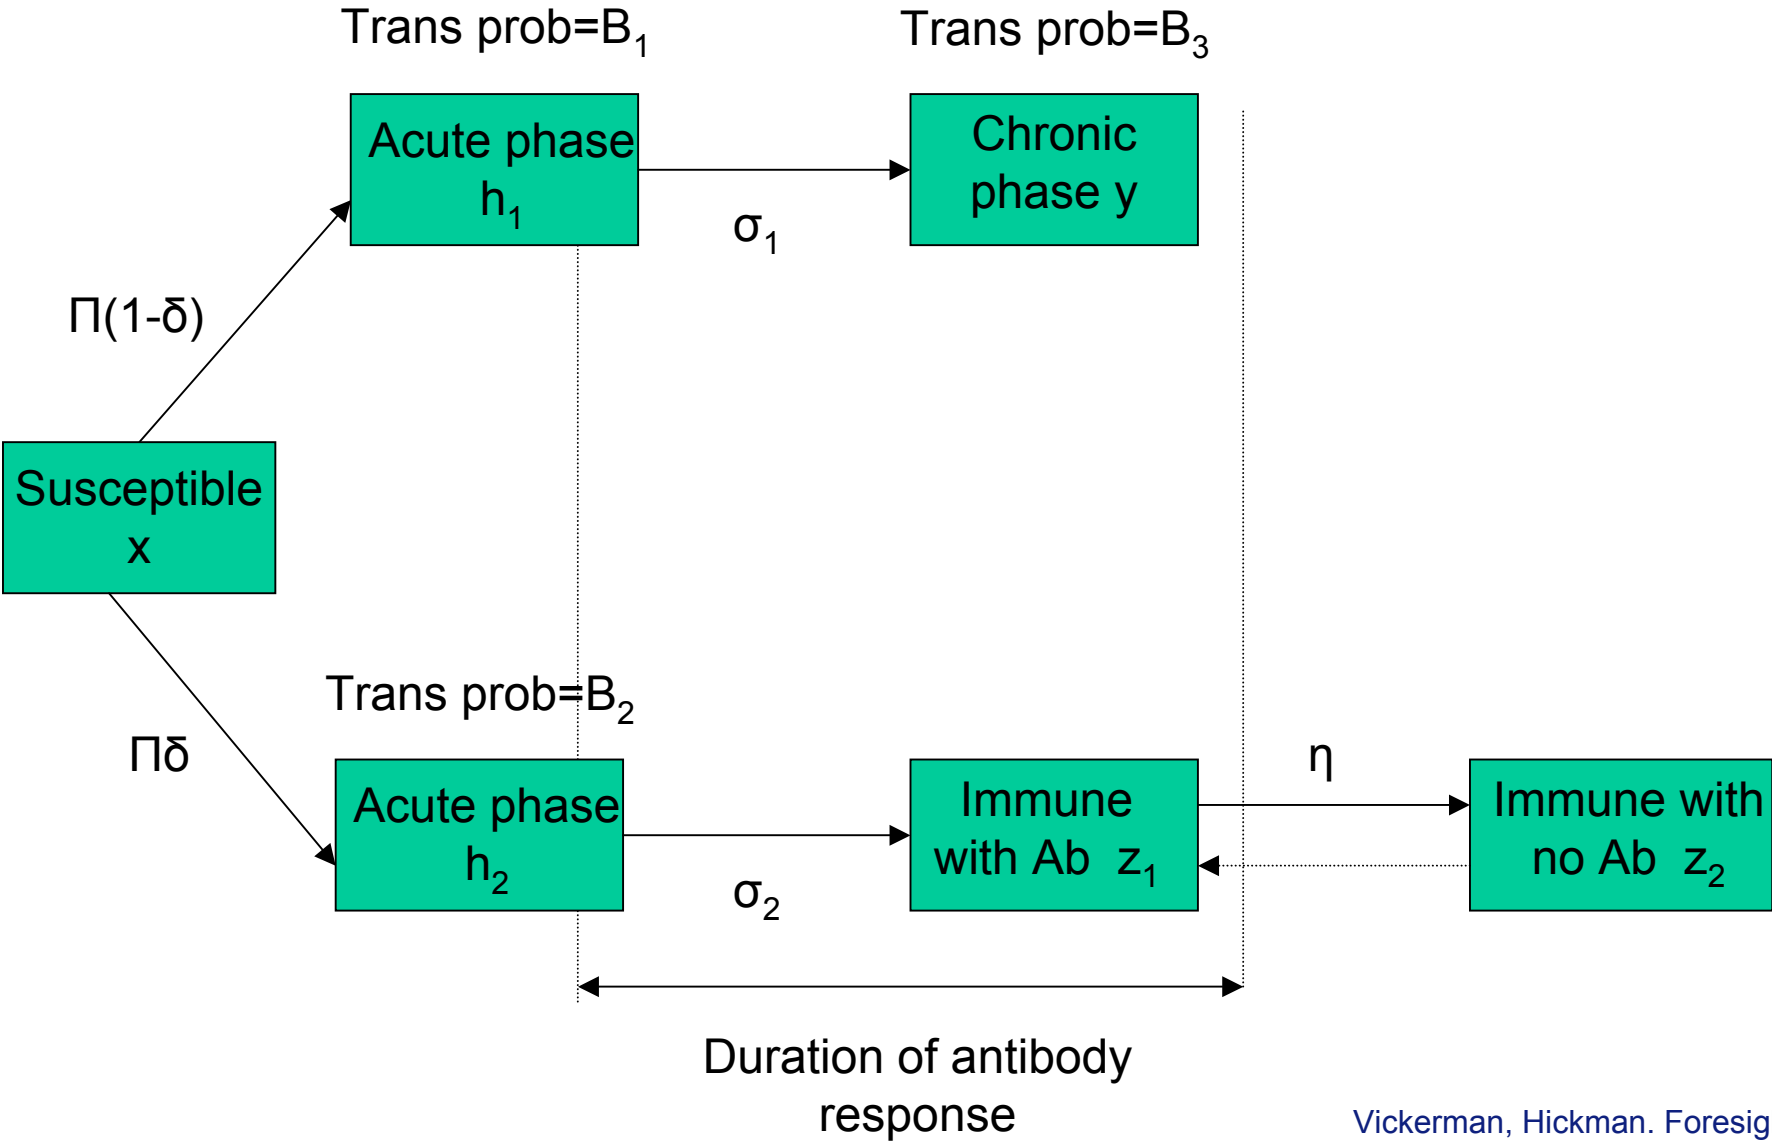 Trans prob=B₁
Trans prob=B₃
Acute phase
h₁
Chronic
phase y
σ₁
Π(1-δ)
Susceptible
x
Trans prob=B₂
Πδ
Acute phase
h₂
σ₂
Immune
with Ab z₁
η
Immune with
no Ab z₂
Duration of antibody
response
Vickerman, Hickman. Foresig